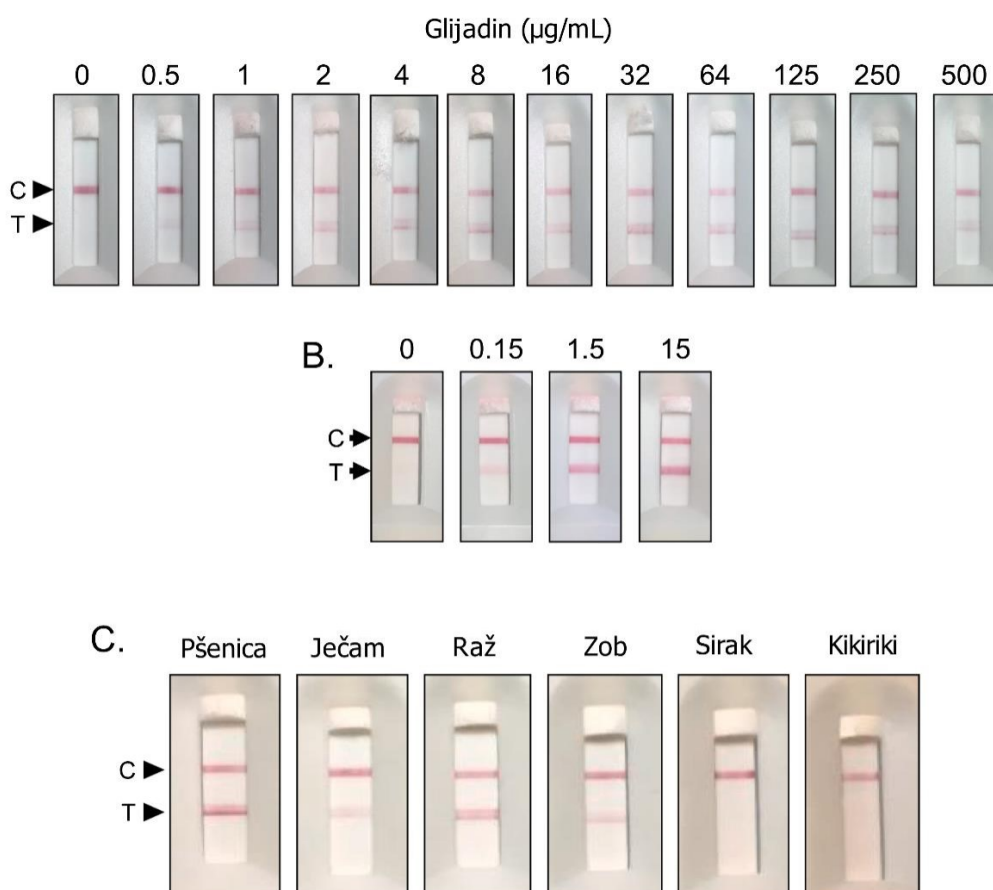 Glijadin (µg/mL)
0 0.5 1 2 4 8 16 32 64 125 250 500
C
T
B. 0 0.15 1.5 15
C
T
C. Pšenica Ječam Raž Zob Sirak Kikiriki
C
T